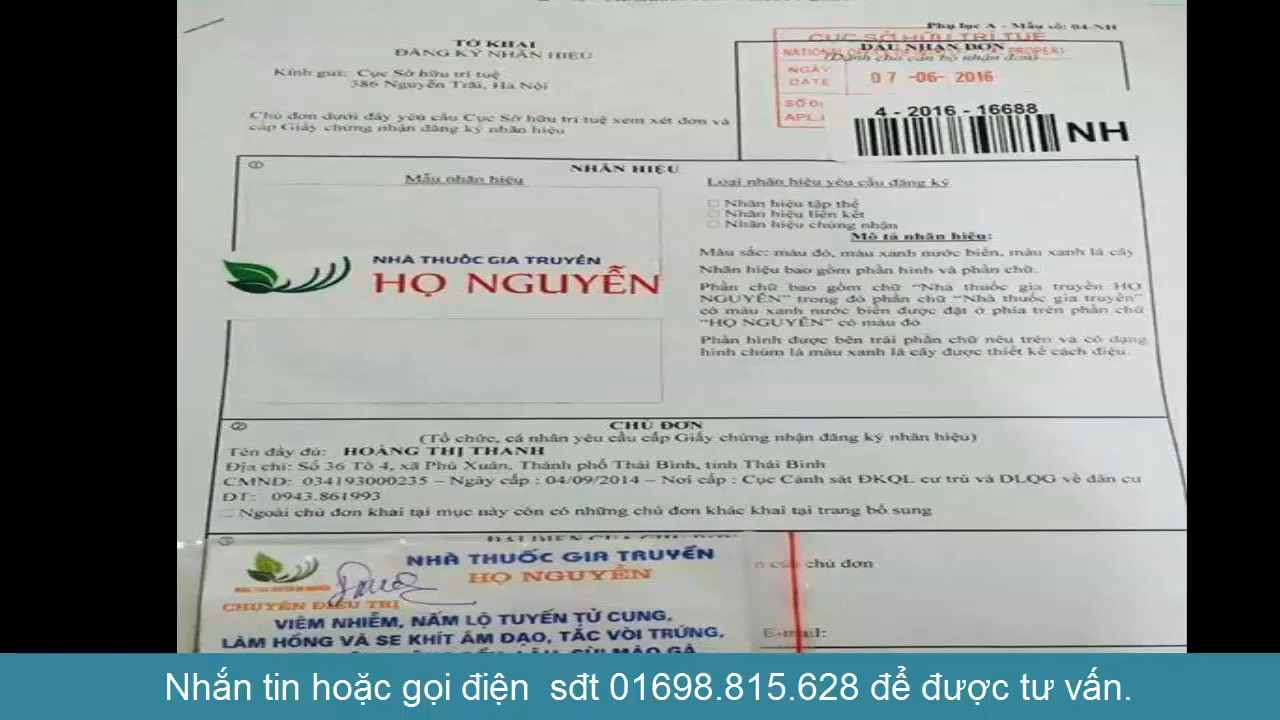 Phụ lục A - Mẫu số: 04-NH
TỜ KHAI
ĐĂNG KÝ NHÃN HIỆU
Kính gửi: Cục Sở hữu trí tuệ
386 Nguyễn Trãi, Hà Nội
Chủ đơn dưới đây yêu cầu Cục Sở hữu trí tuệ xem xét đơn và
cấp Giấy chứng nhận đăng ký nhãn hiệu
CỤC SỞ HỮU TRÍ TUỆ
DẤU NHẬN ĐƠN
(Dành cho cán bộ nhận đơn)
NATIONAL
NGÀY
DATE
07 -06- 2016
SỐ Đ
4 - 2016 - 16688
NH
①
NHÃN HIỆU
Mẫu nhãn hiệu
NHÀ THUỐC GIA TRUYỀN
HỌ NGUYỄN
Loại nhãn hiệu yêu cầu đăng ký
Nhãn hiệu tập thể
Nhãn hiệu liên kết
Nhãn hiệu chứng nhận
Mô tả nhãn hiệu:
Màu sắc: màu đỏ, màu xanh nước biển, màu xanh lá cây
Nhãn hiệu bao gồm phần hình và phần chữ.
Phần chữ bao gồm chữ “Nhà thuốc gia truyền HỌ
NGUYỄN” trong đó phần chữ “Nhà thuốc gia truyền”
có màu xanh nước biển được đặt ở phía trên phần chữ
“HỌ NGUYỄN” có màu đỏ
Phần hình được bên trái phần chữ nêu trên và có dạng
hình chùm lá màu xanh lá cây được thiết kế cách điệu.
②
CHỦ ĐƠN
(Tổ chức, cá nhân yêu cầu cấp Giấy chứng nhận đăng ký nhãn hiệu)
Tên đầy đủ: HOÀNG THỊ THANH
Địa chỉ: Số 36 Tổ 4, xã Phú Xuân, Thành phố Thái Bình, tỉnh Thái Bình
CMND: 034193000235 – Ngày cấp : 04/09/2014 – Nơi cấp : Cục Cảnh sát ĐKQL cư trú và DLQG về dân cư
ĐT: 0943.861993
Ngoài chủ đơn khai tại mục này còn có những chủ đơn khác khai tại trang bổ sung
chủ đơn
NHÀ THUỐC GIA TRUYỀN
HỌ NGUYỄN
CHUYÊN ĐIỀU TRỊ
VIÊM NHIỄM, NẤM LỘ TUYẾN TỬ CUNG,
LÀM HỒNG VÀ SE KHÍT ÂM ĐẠO, TẮC VÒI TRỨNG,
E-mail:
Nhắn tin hoặc gọi điện sđt 01698.815.628 để được tư vấn.